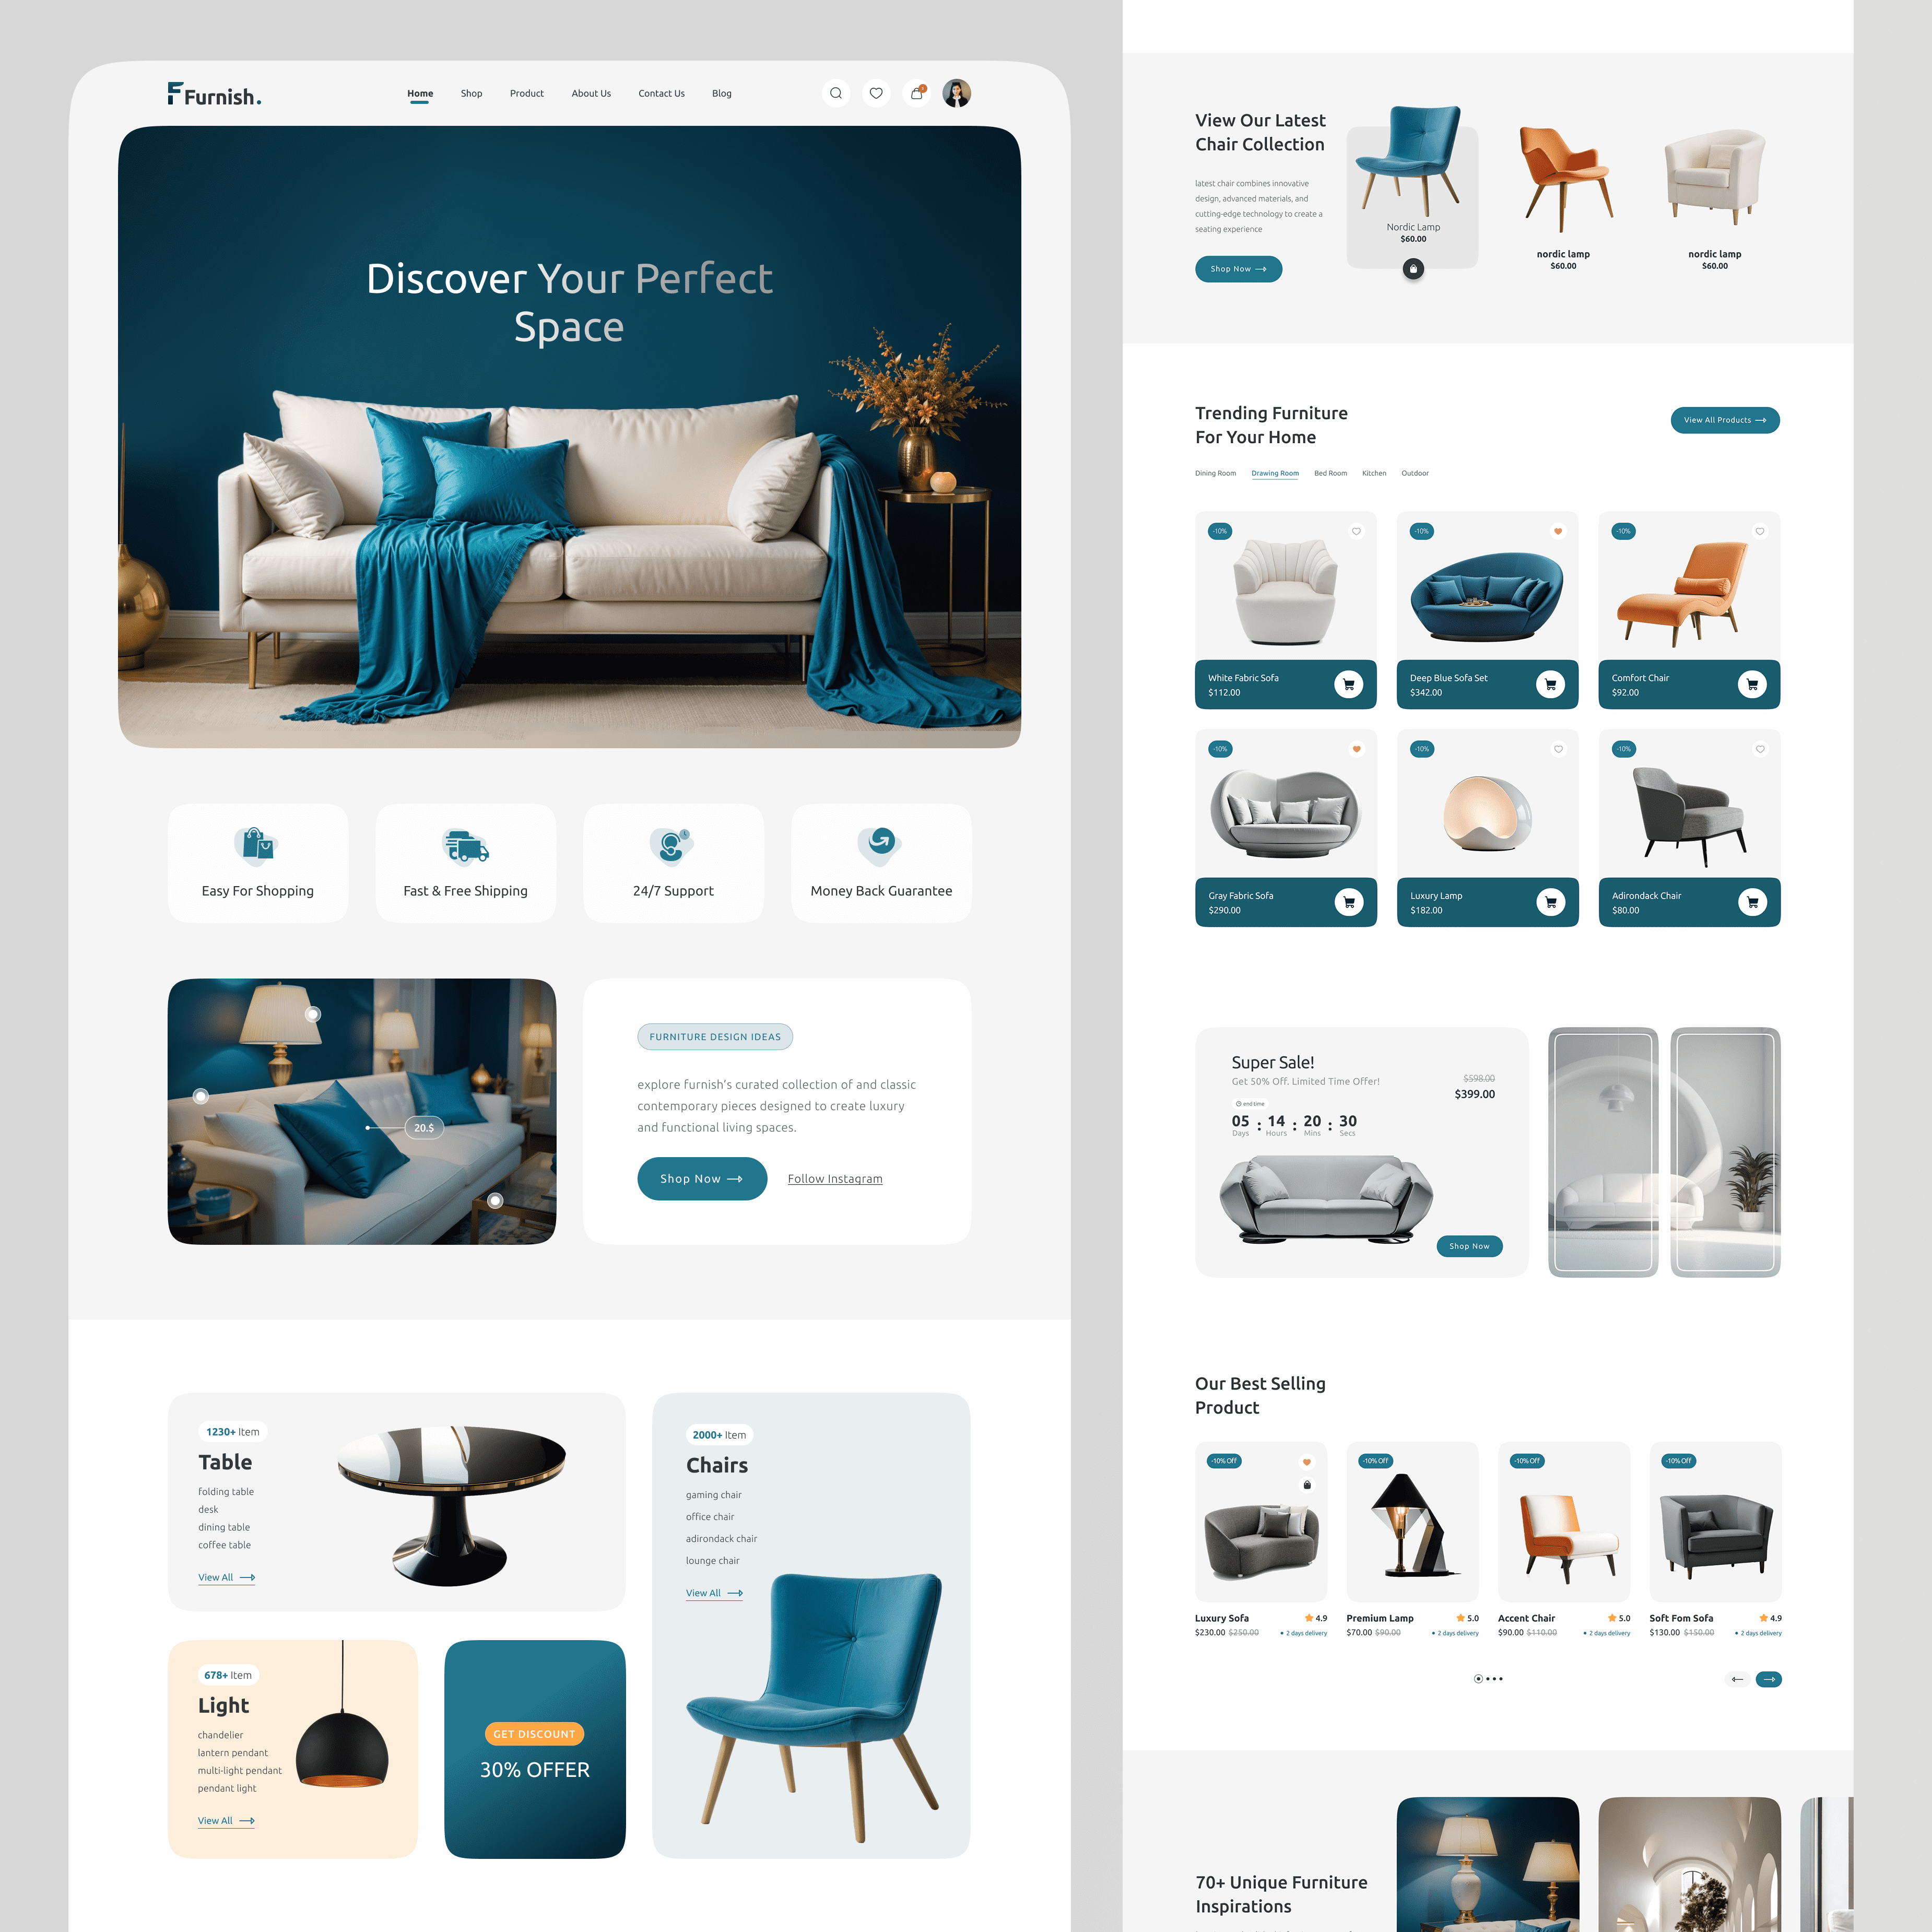 Furnish.
Home Shop Product About Us Contact Us Blog
Discover Your Perfect
Space
Easy For Shopping
Fast & Free Shipping
24/7 Support
Money Back Guarantee
20.$
FURNITURE DESIGN IDEAS
explore furnish's curated collection of and classic
contemporary pieces designed to create luxury
and functional living spaces.
Shop Now
Follow Instagram
1230+ Item
Table
folding table
desk
dining table
coffee table
View All
2000+ Item
Chairs
gaming chair
office chair
adirondack chair
lounge chair
View All
678+ Item
Light
chandelier
lantern pendant
multi-light pendant
pendant light
View All
GET DISCOUNT
30% OFFER
View Our Latest
Chair Collection
latest chair combines innovative
design, advanced materials, and
cutting-edge technology to create a
seating experience
Shop Now
Nordic Lamp
$60.00
nordic lamp
$60.00
nordic lamp
$60.00
Trending Furniture
For Your Home
View All Products
Dining Room Drawing Room Bed Room Kitchen Outdoor
-10%
White Fabric Sofa
$112.00
-10%
Deep Blue Sofa Set
$342.00
-10%
Comfort Chair
$92.00
-10%
Gray Fabric Sofa
$290.00
-10%
Luxury Lamp
$182.00
-10%
Adirondack Chair
$80.00
Super Sale!
Get 50% Off. Limited Time Offer!
$598.00
$399.00
end time
05 : 14 : 20 : 30
Days Hours Mins Secs
Shop Now
Our Best Selling
Product
-10% Off
Luxury Sofa 4.9
$230.00 $250.00 • 2 days delivery
-10% Off
Premium Lamp 5.0
$70.00 $90.00 • 2 days delivery
-10% Off
Accent Chair 5.0
$90.00 $110.00 • 2 days delivery
-10% Off
Soft Fom Sofa 4.9
$130.00 $150.00 • 2 days delivery
70+ Unique Furniture
Inspirations